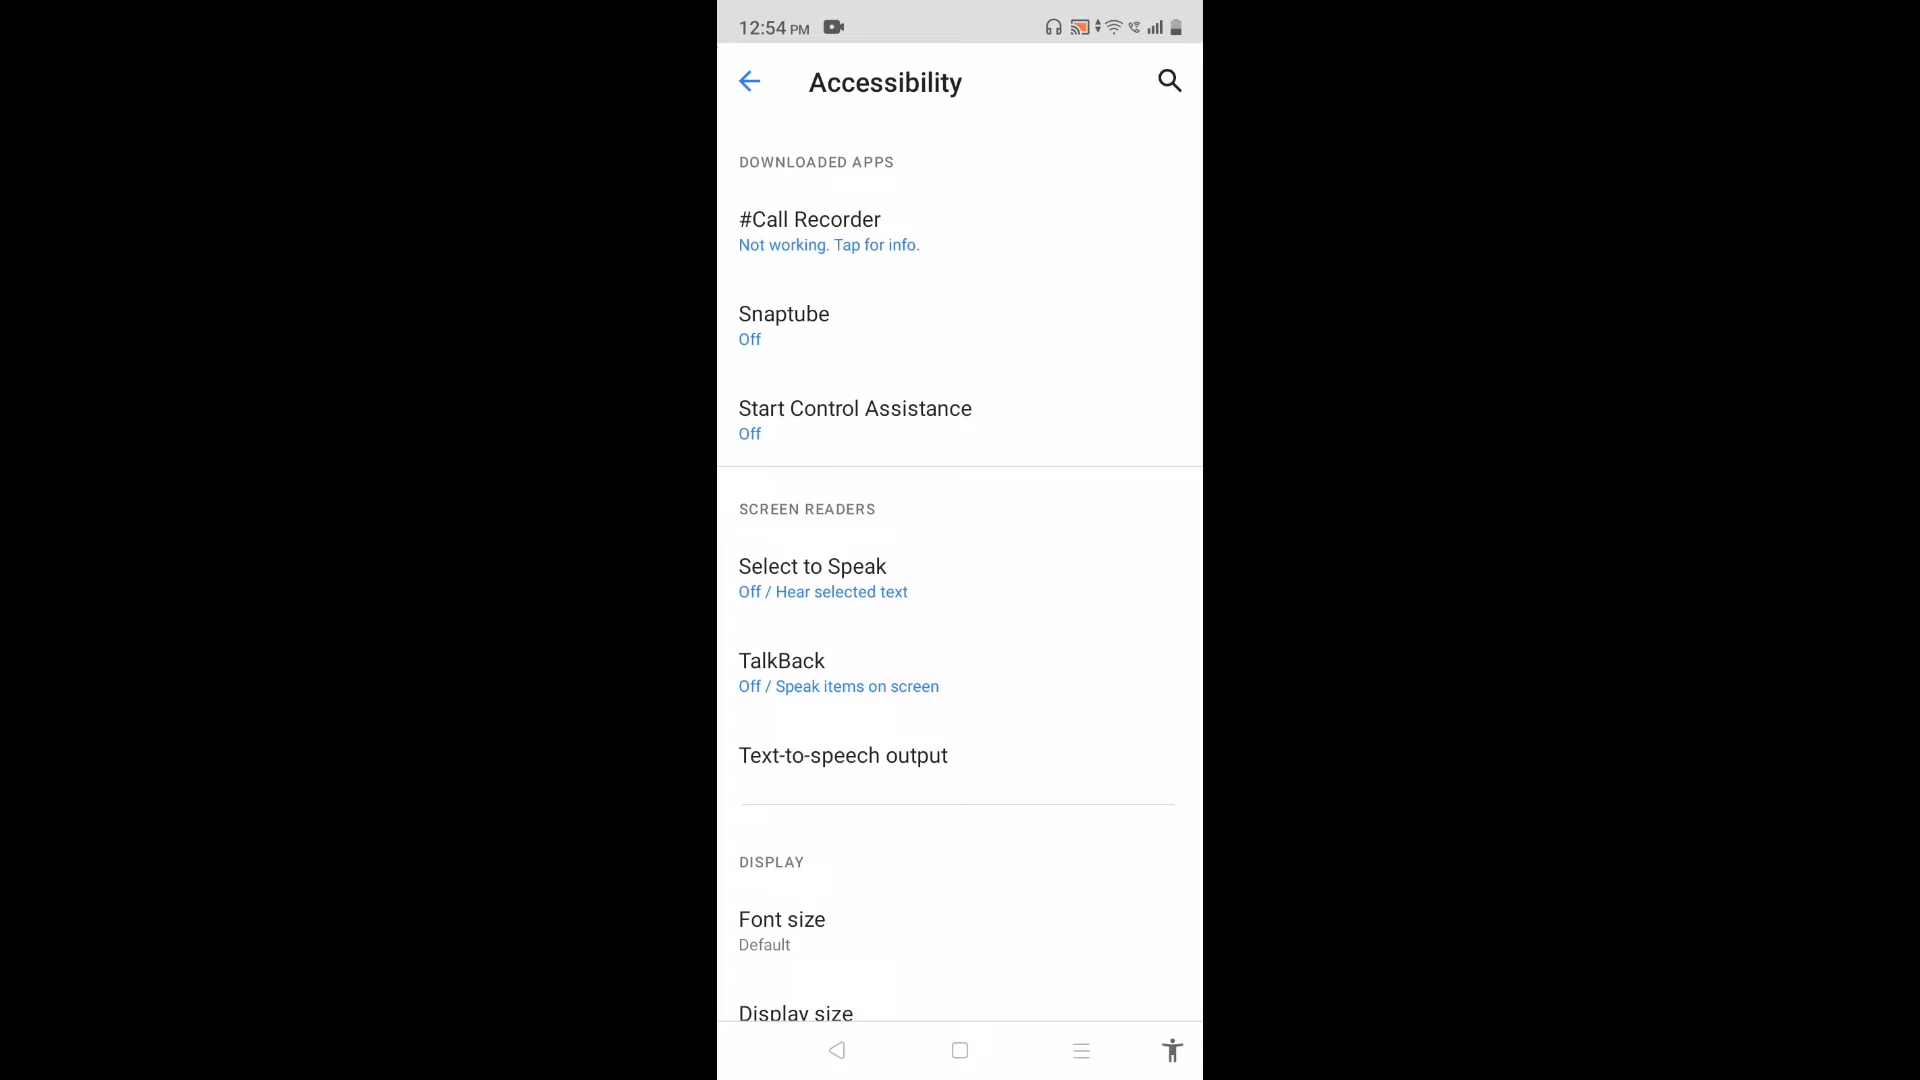 12:54 PM
Accessibility
DOWNLOADED APPS
#Call Recorder
Not working. Tap for info.
Snaptube
Off
Start Control Assistance
Off
SCREEN READERS
Select to Speak
Off / Hear selected text
TalkBack
Off / Speak items on screen
Text-to-speech output
DISPLAY
Font size
Default
Display size